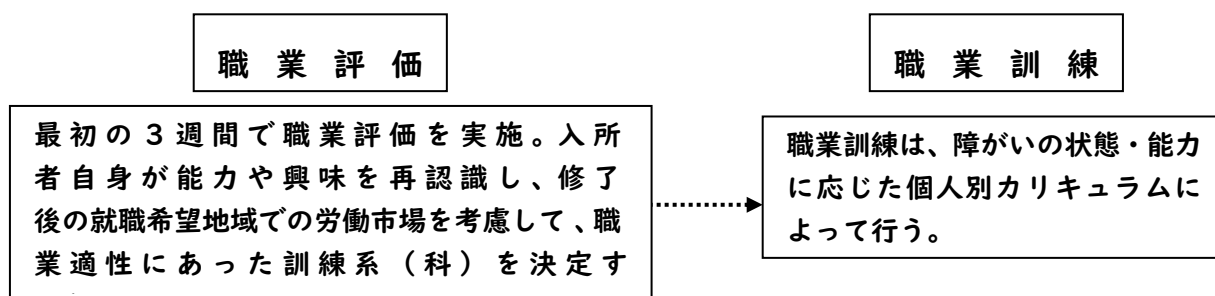 職業評価
最初の３週間で職業評価を実施。入所
者自身が能力や興味を再認識し、修了
後の就職希望地域での労働市場を考慮して、職
業適性にあった訓練系（科）を決定す
職業訓練
職業訓練は、障がいの状態・能力
に応じた個人別カリキュラムに
よって行う。